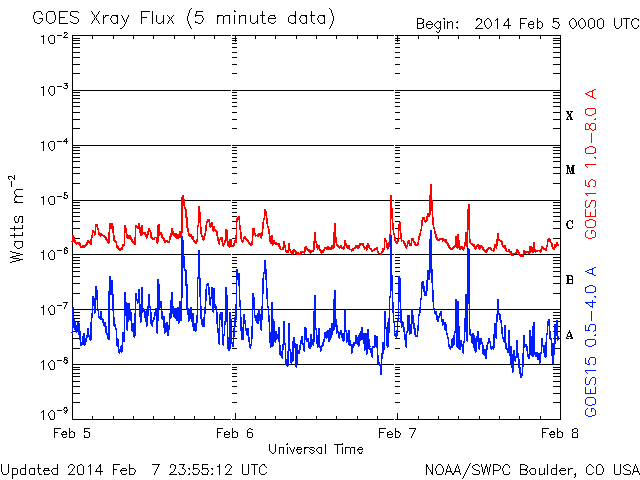 GOES Xray Flux (5 minute data)
Begin: 2014 Feb 5 0000 UTC
10-2
10-3
10-4
10-5
10-6
10-7
10-8
10-9
Watts m-2
X
M
C
B
A
GOES15 1.0-8.0 A
GOES15 0.5-4.0 A
Feb 5
Feb 6
Feb 7
Feb 8
Universal Time
Updated 2014 Feb 7 23:55:12 UTC
NOAA/SWPC Boulder, CO USA